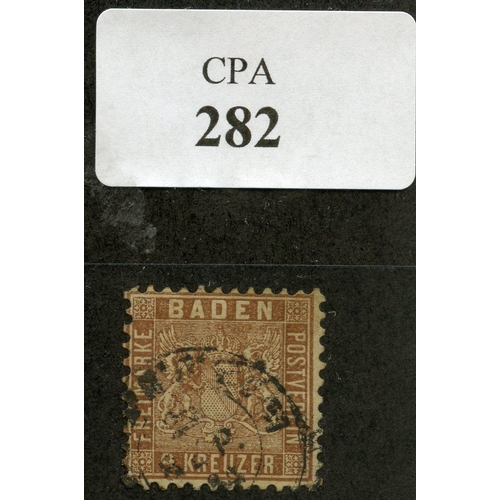 CPA
282
BADEN
FREIMARKE
POSTVEREIN
KREUZER